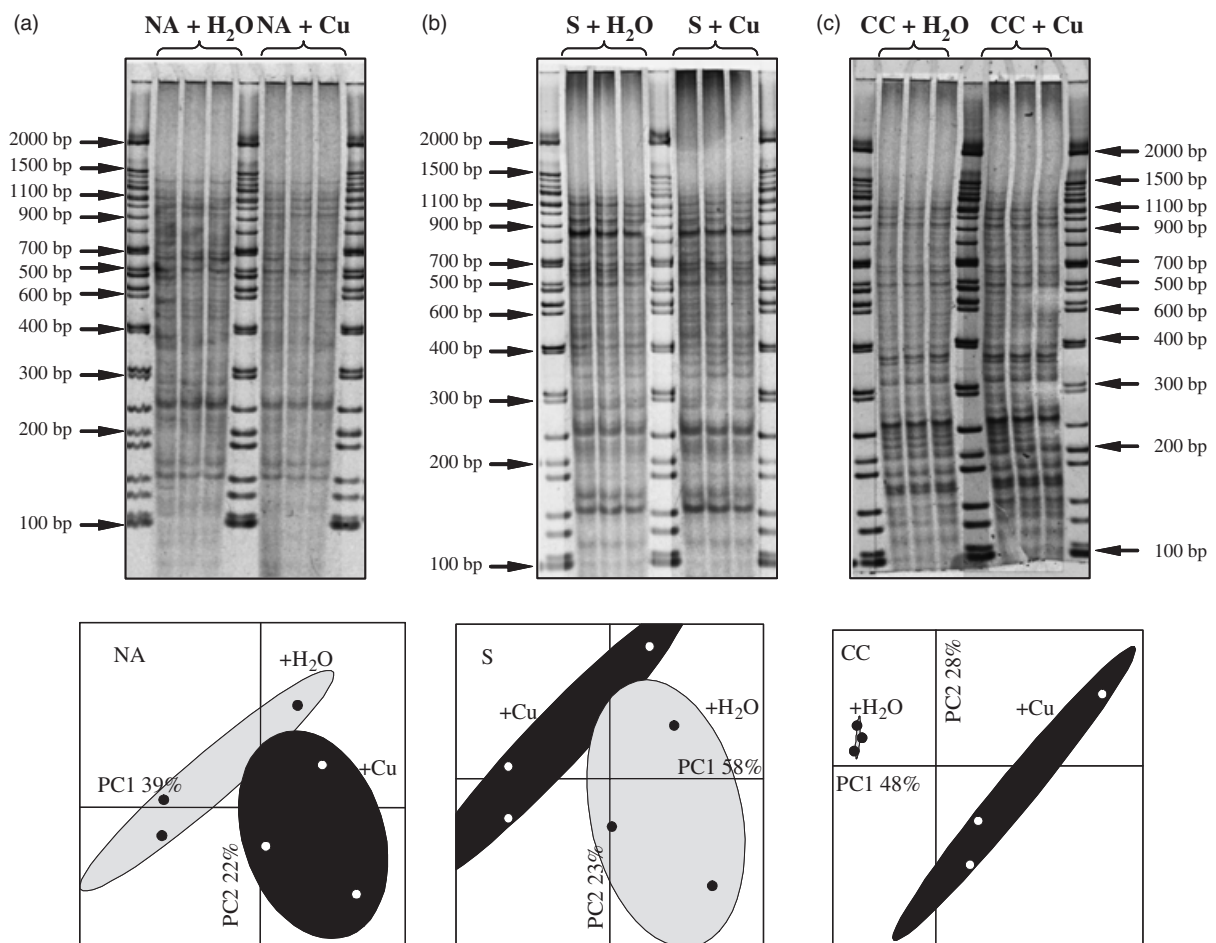 (a)
NA + H₂O NA + Cu
2000 bp
1500 bp
1100 bp
900 bp
700 bp
500 bp
600 bp
400 bp
300 bp
200 bp
100 bp
(b)
S + H₂O S + Cu
2000 bp
1500 bp
1100 bp
900 bp
700 bp
500 bp
600 bp
400 bp
300 bp
200 bp
100 bp
(c)
CC + H₂O CC + Cu
2000 bp
1500 bp
1100 bp
900 bp
700 bp
500 bp
600 bp
400 bp
300 bp
200 bp
100 bp
NA
+H₂O
PC1 39%
+Cu
PC2 22%
S
+Cu
+H₂O
PC1 58%
PC2 23%
CC
PC2 28%
+H₂O
+Cu
PC1 48%